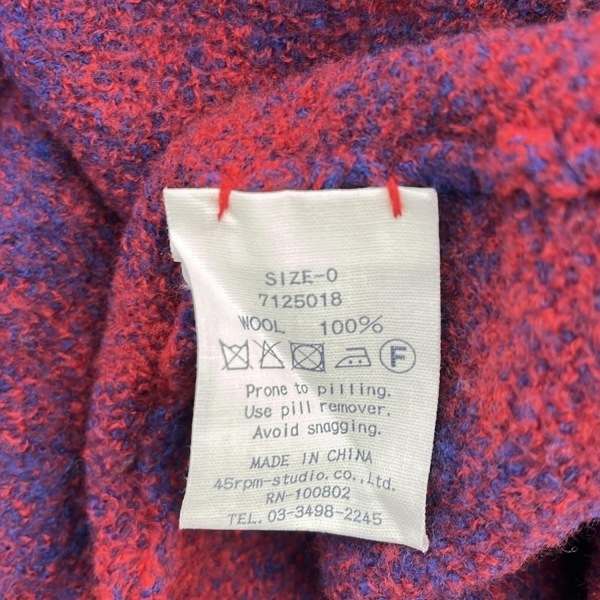 SIZE-0
7125018
WOOL 100%
F
Prone to pilling.
Use pill remover.
Avoid snagging.
MADE IN CHINA
45rpm-studio.co.,Ltd.
RN-100802
TEL. 03-3498-2245